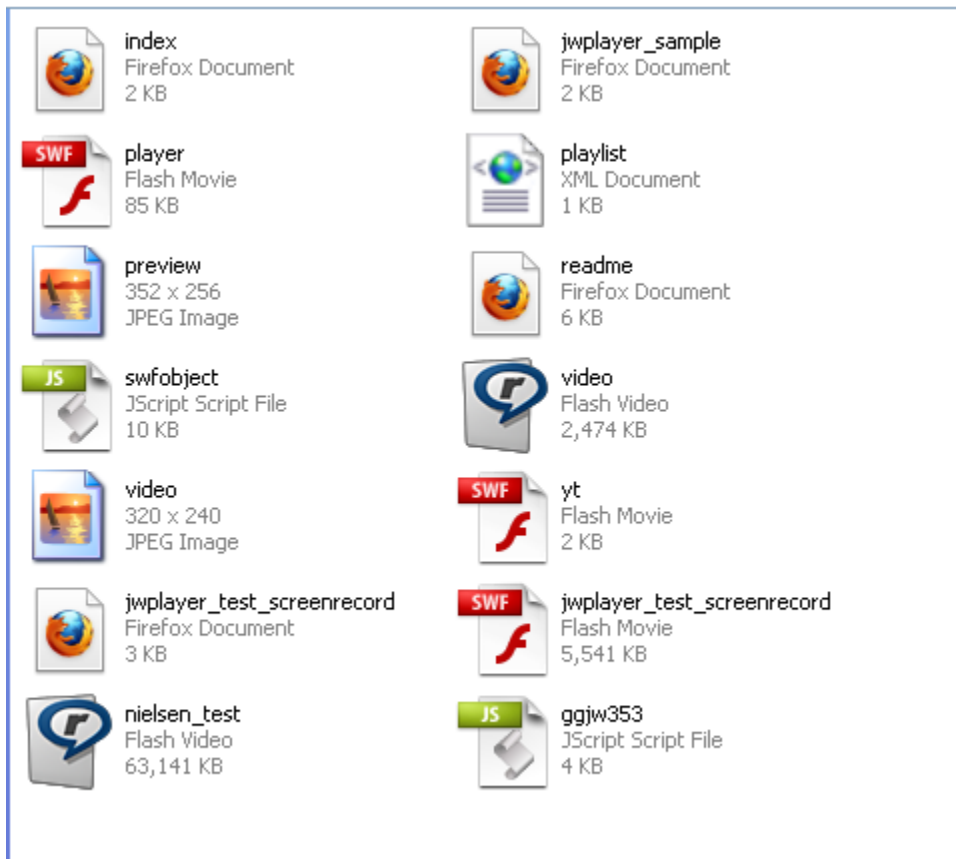 index
Firefox Document
2 KB
jwplayer_sample
Firefox Document
2 KB
SWF
player
Flash Movie
85 KB
playlist
XML Document
1 KB
preview
352 x 256
JPEG Image
readme
Firefox Document
6 KB
JS
swfobject
JScript Script File
10 KB
video
Flash Video
2,474 KB
video
320 x 240
JPEG Image
SWF
yt
Flash Movie
2 KB
jwplayer_test_screenrecord
Firefox Document
3 KB
SWF
jwplayer_test_screenrecord
Flash Movie
5,541 KB
nielsen_test
Flash Video
63,141 KB
JS
ggjw353
JScript Script File
4 KB